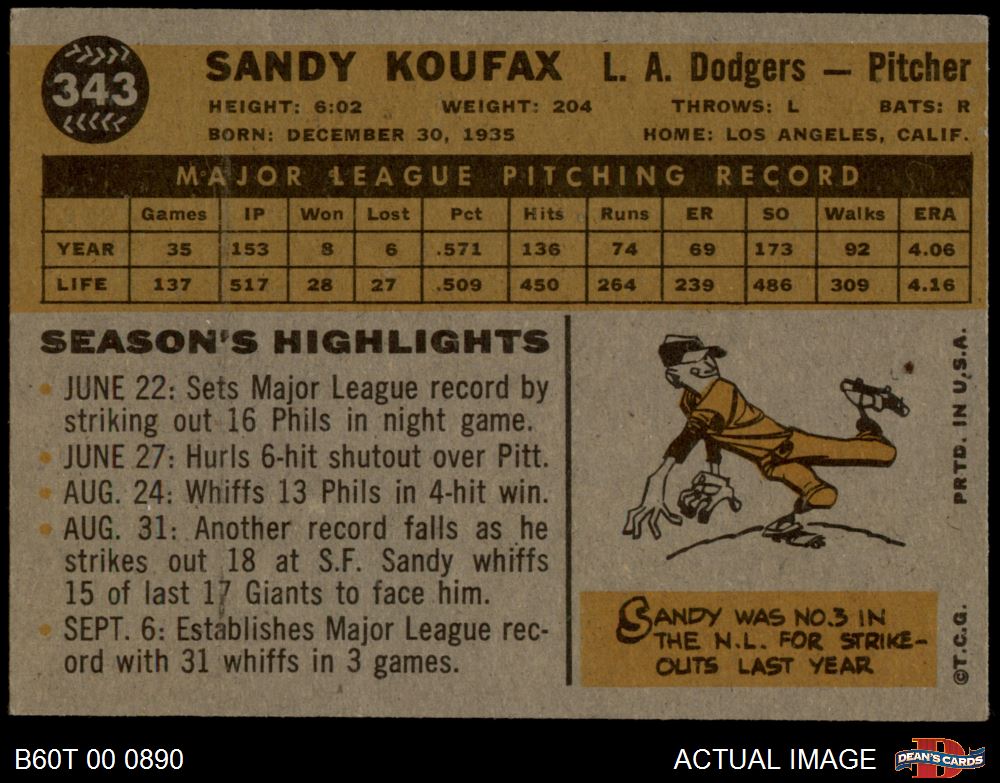 343
SANDY KOUFAX L. A. Dodgers — Pitcher
HEIGHT: 6:02 WEIGHT: 204 THROWS: L BATS: R
BORN: DECEMBER 30, 1935 HOME: LOS ANGELES, CALIF.
MAJOR LEAGUE PITCHING RECORD
Games IP Won Lost Pct Hits Runs ER SO Walks ERA
YEAR 35 153 8 6 .571 136 74 69 173 92 4.06
LIFE 137 517 28 27 .509 450 264 239 486 309 4.16
SEASON'S HIGHLIGHTS
• JUNE 22: Sets Major League record by
striking out 16 Phils in night game.
• JUNE 27: Hurls 6-hit shutout over Pitt.
• AUG. 24: Whiffs 13 Phils in 4-hit win.
• AUG. 31: Another record falls as he
strikes out 18 at S.F. Sandy whiffs
15 of last 17 Giants to face him.
• SEPT. 6: Establishes Major League rec-
ord with 31 whiffs in 3 games.
SANDY WAS NO.3 IN
THE N.L. FOR STRIKE-
OUTS LAST YEAR
©T.C.G. PRTD. IN U.S.A.
B60T 00 0890
ACTUAL IMAGE
D
DEAN'S CARDS